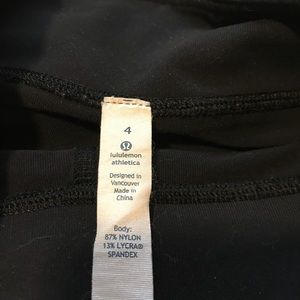 4
lululemon
athletica
Designed in
Vancouver
Made in
China
Body:
87% NYLON
13% LYCRA®
SPANDEX